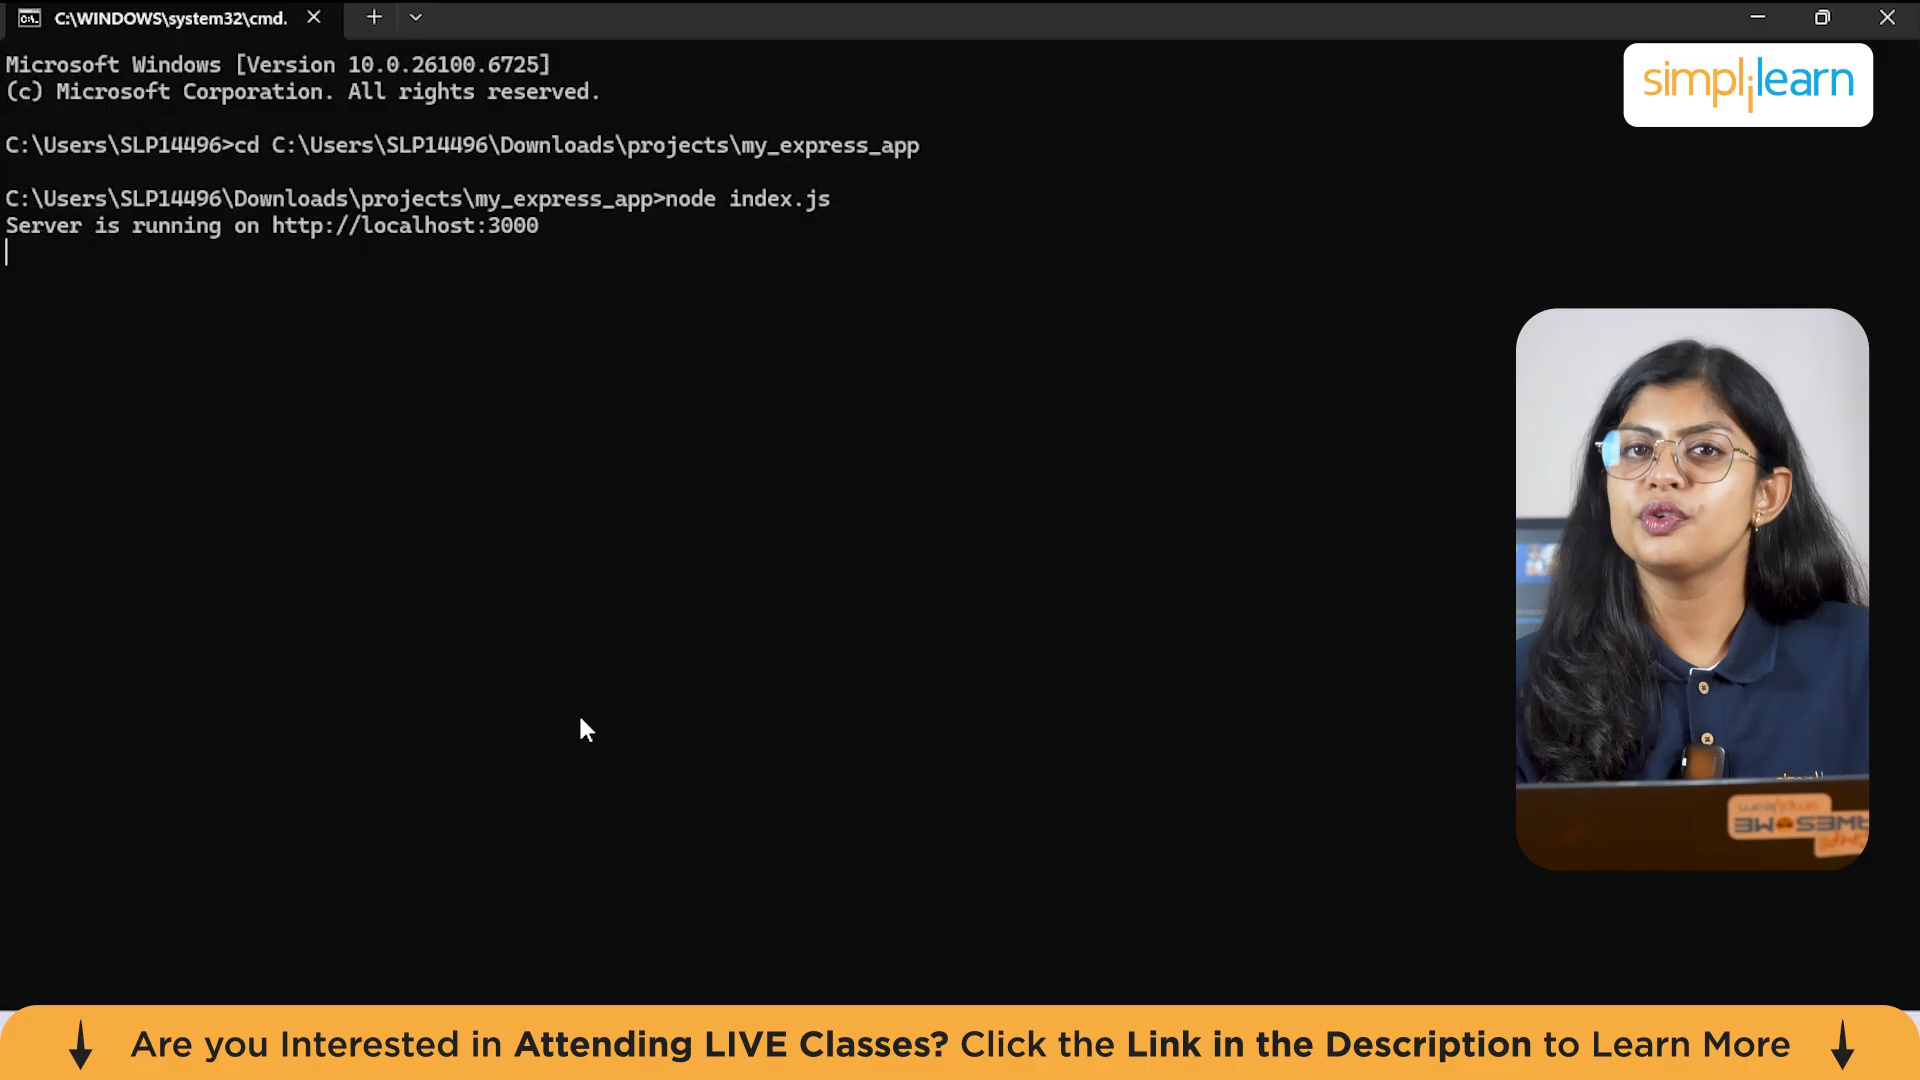 C:\WINDOWS\system32\cmd.
Microsoft Windows [Version 10.0.26100.6725]
(c) Microsoft Corporation. All rights reserved.
simplilearn
C:\Users\SLP14496>cd C:\Users\SLP14496\Downloads\projects\my_express_app
C:\Users\SLP14496\Downloads\projects\my_express_app>node index.js
Server is running on http://localhost:3000
Are you Interested in Attending LIVE Classes? Click the Link in the Description to Learn More